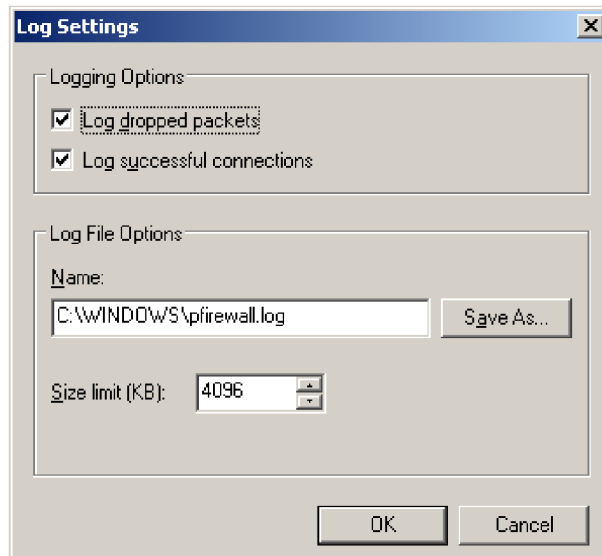 Log Settings
Logging Options
Log dropped packets
Log successful connections
Log File Options
Name:
C:\WINDOWS\pfirewall.log
Save As...
Size limit (KB):
4096
OK
Cancel